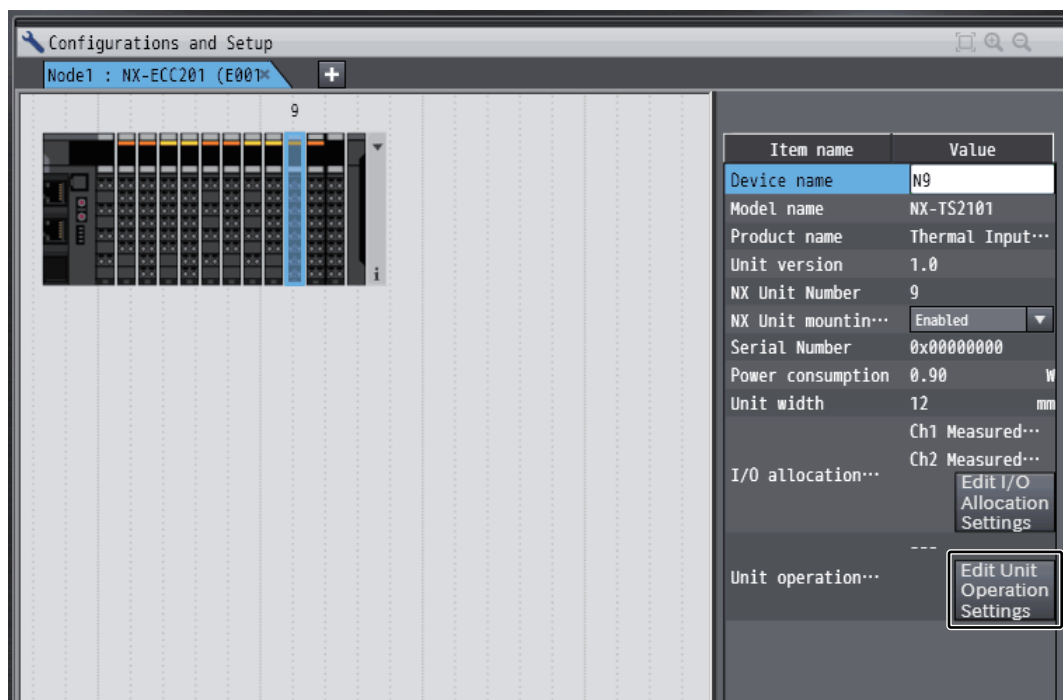 Configurations and Setup
Node1 : NX-ECC201 (E001
9
Item name Value
Device name N9
Model name NX-TS2101
Product name Thermal Input…
Unit version 1.0
NX Unit Number 9
NX Unit mountin… Enabled
Serial Number 0x00000000
Power consumption 0.90 W
Unit width 12 mm
Ch1 Measured…
Ch2 Measured…
I/O allocation…
Edit I/O
Allocation
Settings
---
Unit operation…
Edit Unit
Operation
Settings